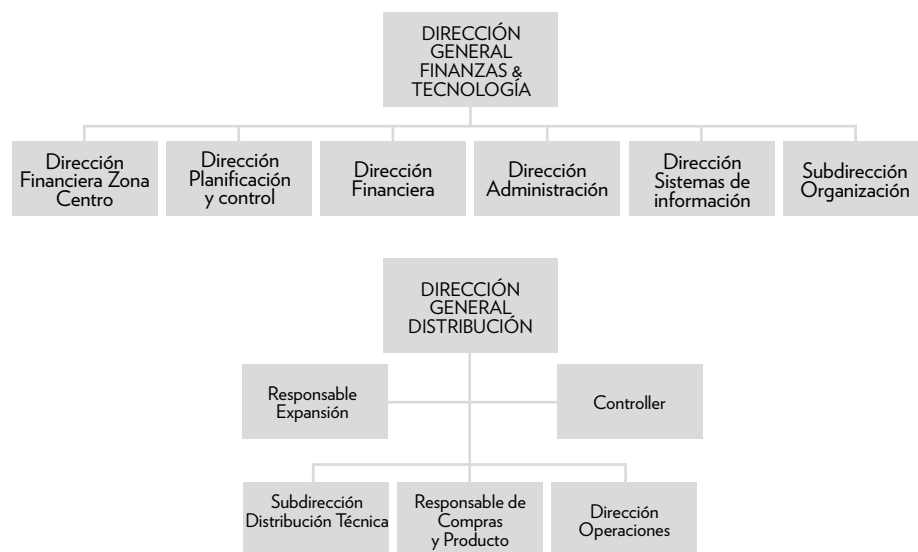 DIRECCIÓN
GENERAL
FINANZAS &
TECNOLOGÍA
Dirección
Financiera Zona
Centro
Dirección
Planificación
y control
Dirección
Financiera
Dirección
Administración
Dirección
Sistemas de
información
Subdirección
Organización
DIRECCIÓN
GENERAL
DISTRIBUCIÓN
Responsable
Expansión
Controller
Subdirección
Distribución Técnica
Responsable de
Compras
y Producto
Dirección
Operaciones